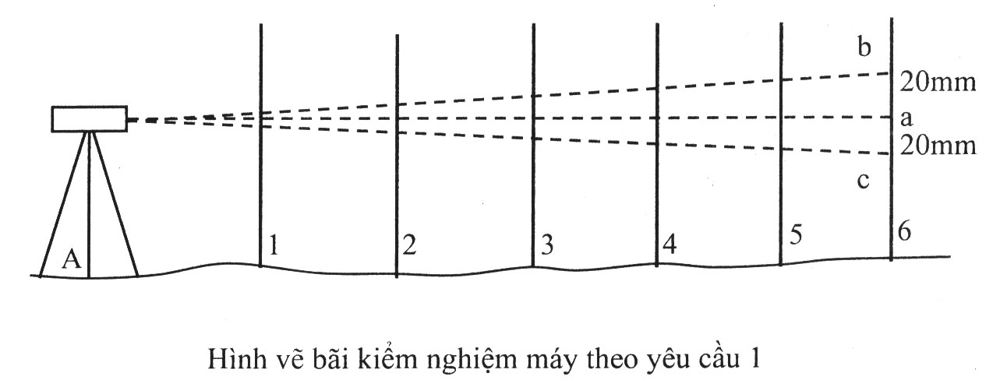 b
20mm
a
20mm
c
A
1
2
3
4
5
6
Hình vẽ bãi kiểm nghiệm máy theo yêu cầu 1